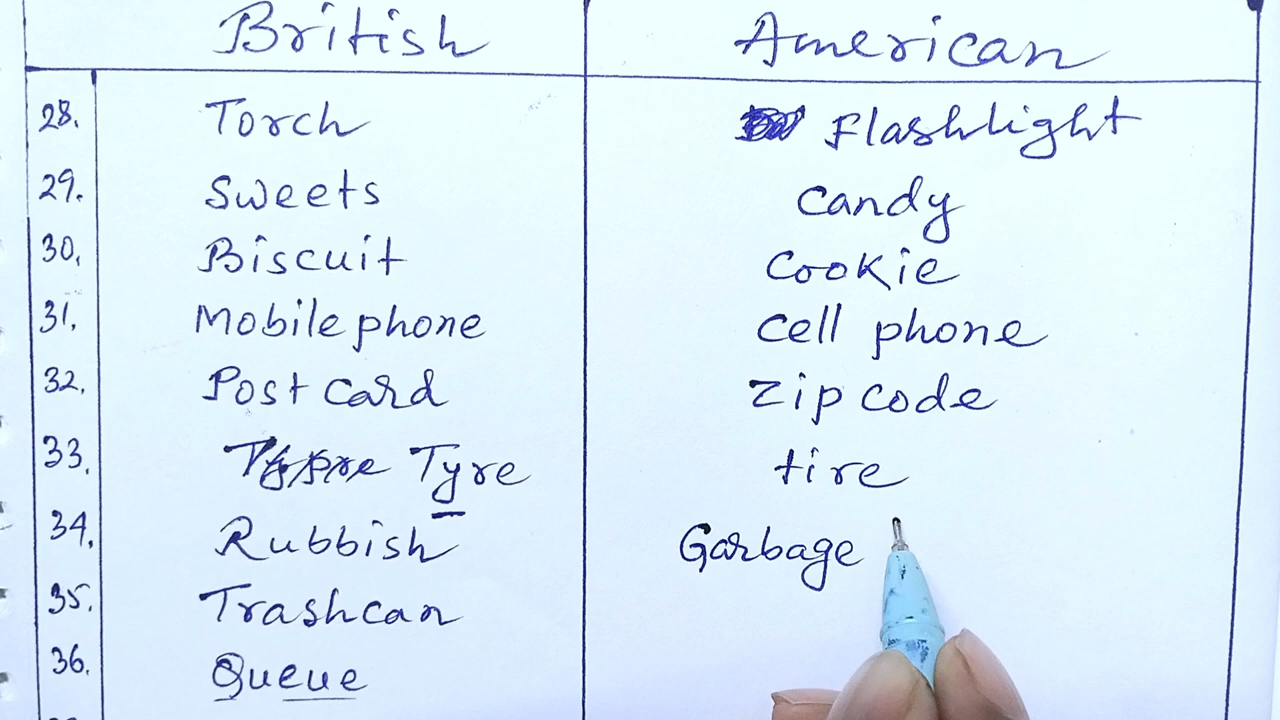 British American
28. Torch Flashlight
29. Sweets Candy
30. Biscuit Cookie
31. Mobile phone Cell phone
32. Post card Zip code
33. Tyre tire
34. Rubbish Garbage
35. Trashcan
36. Queue